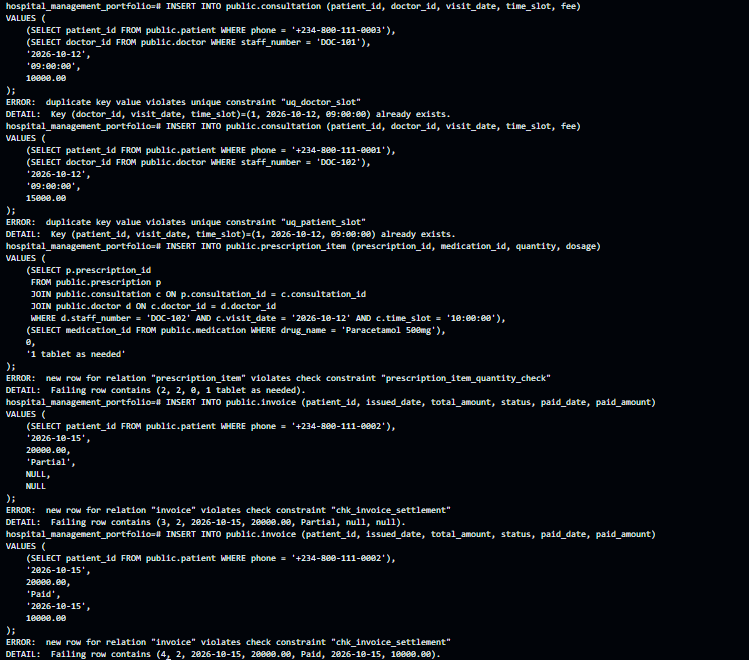 hospital_management_portfolio=# INSERT INTO public.consultation (patient_id, doctor_id, visit_date, time_slot, fee)
VALUES (
    (SELECT patient_id FROM public.patient WHERE phone = '+234-800-111-0003'),
    (SELECT doctor_id FROM public.doctor WHERE staff_number = 'DOC-101'),
    '2026-10-12',
    '09:00:00',
    10000.00
);
ERROR:  duplicate key value violates unique constraint "uq_doctor_slot"
DETAIL:  Key (doctor_id, visit_date, time_slot)=(1, 2026-10-12, 09:00:00) already exists.
hospital_management_portfolio=# INSERT INTO public.consultation (patient_id, doctor_id, visit_date, time_slot, fee)
VALUES (
    (SELECT patient_id FROM public.patient WHERE phone = '+234-800-111-0001'),
    (SELECT doctor_id FROM public.doctor WHERE staff_number = 'DOC-102'),
    '2026-10-12',
    '09:00:00',
    15000.00
);
ERROR:  duplicate key value violates unique constraint "uq_patient_slot"
DETAIL:  Key (patient_id, visit_date, time_slot)=(1, 2026-10-12, 09:00:00) already exists.
hospital_management_portfolio=# INSERT INTO public.prescription_item (prescription_id, medication_id, quantity, dosage)
VALUES (
    (SELECT p.prescription_id
     FROM public.prescription p
     JOIN public.consultation c ON p.consultation_id = c.consultation_id
     JOIN public.doctor d ON c.doctor_id = d.doctor_id
     WHERE d.staff_number = 'DOC-102' AND c.visit_date = '2026-10-12' AND c.time_slot = '10:00:00'),
    (SELECT medication_id FROM public.medication WHERE drug_name = 'Paracetamol 500mg'),
    0,
    '1 tablet as needed'
);
ERROR:  new row for relation "prescription_item" violates check constraint "prescription_item_quantity_check"
DETAIL:  Failing row contains (2, 2, 0, 1 tablet as needed).
hospital_management_portfolio=# INSERT INTO public.invoice (patient_id, issued_date, total_amount, status, paid_date, paid_amount)
VALUES (
    (SELECT patient_id FROM public.patient WHERE phone = '+234-800-111-0002'),
    '2026-10-15',
    20000.00,
    'Partial',
    NULL,
    NULL
);
ERROR:  new row for relation "invoice" violates check constraint "chk_invoice_settlement"
DETAIL:  Failing row contains (3, 2, 2026-10-15, 20000.00, Partial, null, null).
hospital_management_portfolio=# INSERT INTO public.invoice (patient_id, issued_date, total_amount, status, paid_date, paid_amount)
VALUES (
    (SELECT patient_id FROM public.patient WHERE phone = '+234-800-111-0002'),
    '2026-10-15',
    20000.00,
    'Paid',
    '2026-10-15',
    10000.00
);
ERROR:  new row for relation "invoice" violates check constraint "chk_invoice_settlement"
DETAIL:  Failing row contains (4, 2, 2026-10-15, 20000.00, Paid, 2026-10-15, 10000.00).